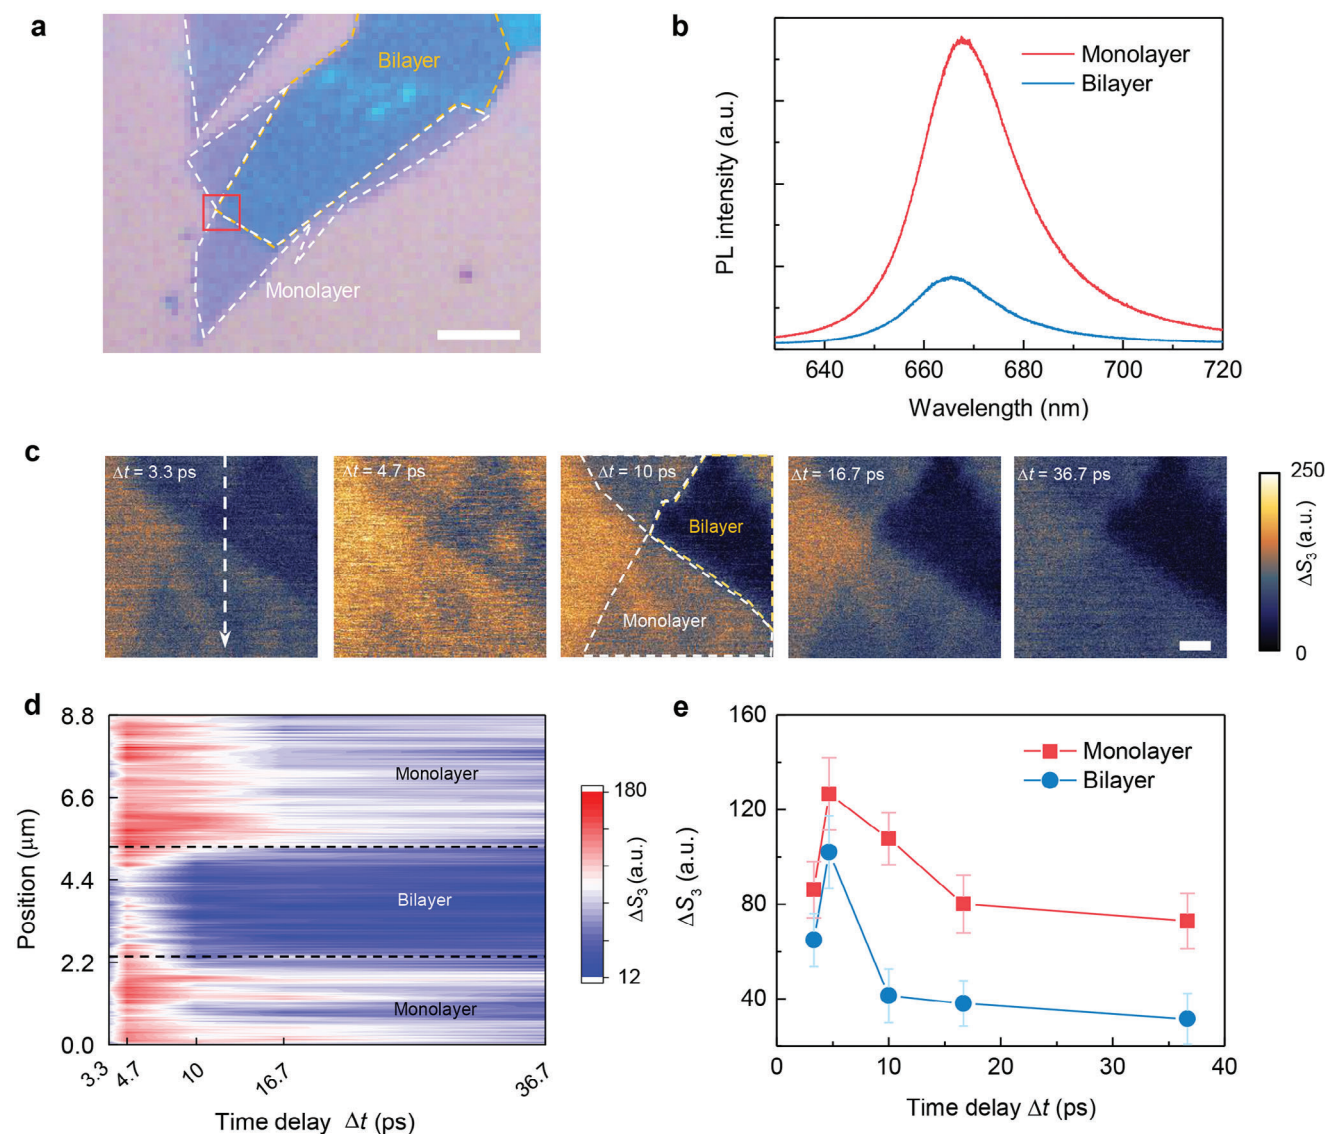 a
Bilayer
Monolayer
b
PL intensity (a.u.)
Monolayer
Bilayer
640
660
680
700
720
Wavelength (nm)
c
Δt = 3.3 ps
Δt = 4.7 ps
Δt = 10 ps
Bilayer
Monolayer
Δt = 16.7 ps
Δt = 36.7 ps
250
ΔS₃ (a.u.)
0
d
8.8
6.6
4.4
2.2
0.0
Position (μm)
Monolayer
Bilayer
Monolayer
3.3
4.7
10
16.7
36.7
Time delay Δt (ps)
180
ΔS₃ (a.u.)
12
e
160
120
80
40
ΔS₃ (a.u.)
Monolayer
Bilayer
0
10
20
30
40
Time delay Δt (ps)